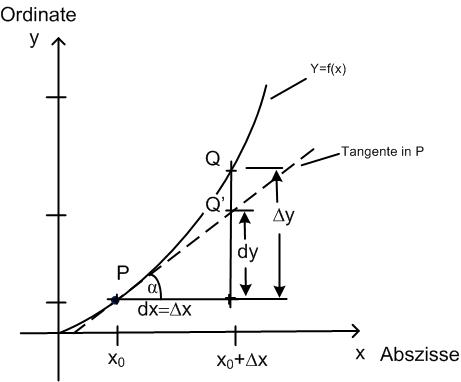 Ordinate
y
Y=f(x)
Tangente in P
Q
Q'
Δy
dy
P
α
dx=Δx
x₀
x₀+Δx
x Abszisse